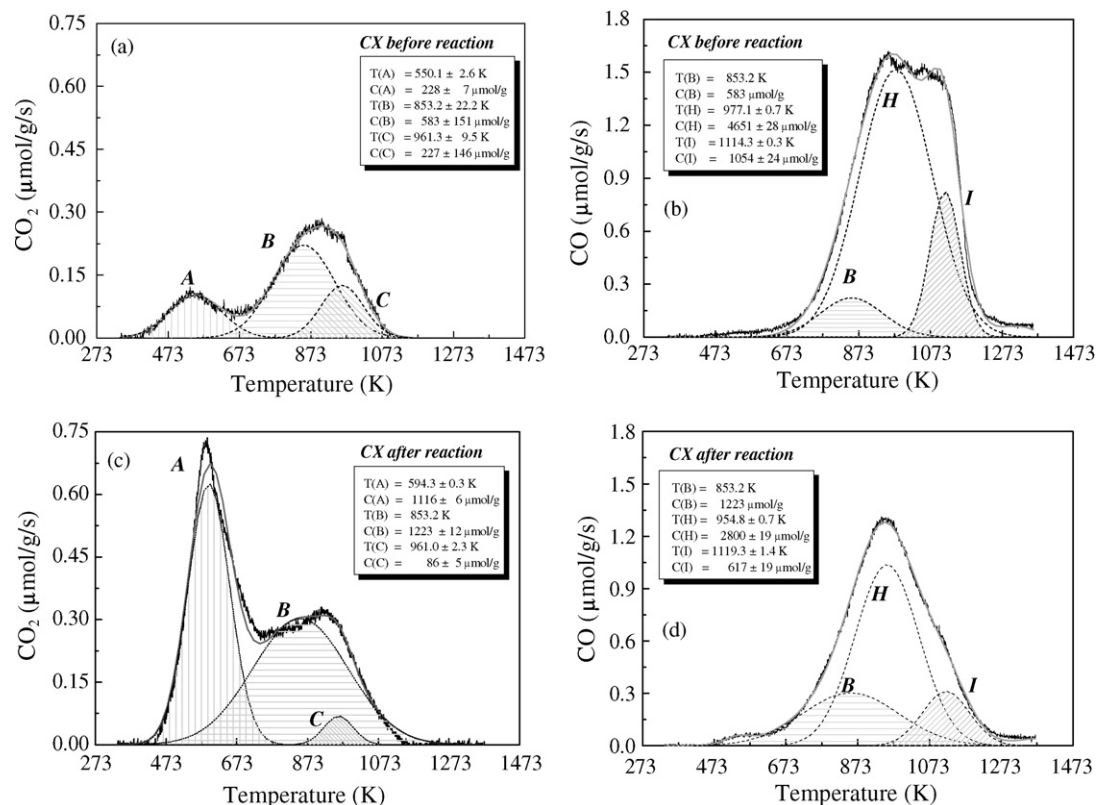 (a)
CX before reaction
T(A) = 550.1 ± 2.6 K
C(A) = 228 ± 7 µmol/g
T(B) = 853.2 ± 22.2 K
C(B) = 583 ± 151 µmol/g
T(C) = 961.3 ± 9.5 K
C(C) = 227 ± 146 µmol/g
CO2 (µmol/g/s)
0.75
0.60
0.45
0.30
0.15
0.00
A
B
C
273 473 673 873 1073 1273 1473
Temperature (K)
(b)
CX before reaction
T(B) = 853.2 K
C(B) = 583 µmol/g
T(H) = 977.1 ± 0.7 K
C(H) = 4651 ± 28 µmol/g
T(I) = 1114.3 ± 0.3 K
C(I) = 1054 ± 24 µmol/g
CO (µmol/g/s)
1.8
1.5
1.2
0.9
0.6
0.3
0.0
H
I
B
273 473 673 873 1073 1273 1473
Temperature (K)
(c)
CX after reaction
T(A) = 594.3 ± 0.3 K
C(A) = 1116 ± 6 µmol/g
T(B) = 853.2 K
C(B) = 1223 ± 12 µmol/g
T(C) = 961.0 ± 2.3 K
C(C) = 86 ± 5 µmol/g
CO2 (µmol/g/s)
0.75
0.60
0.45
0.30
0.15
0.00
A
B
C
273 473 673 873 1073 1273 1473
Temperature (K)
(d)
CX after reaction
T(B) = 853.2 K
C(B) = 1223 µmol/g
T(H) = 954.8 ± 0.7 K
C(H) = 2800 ± 19 µmol/g
T(I) = 1119.3 ± 1.4 K
C(I) = 617 ± 19 µmol/g
CO (µmol/g/s)
1.8
1.5
1.2
0.9
0.6
0.3
0.0
H
B
I
273 473 673 873 1073 1273 1473
Temperature (K)